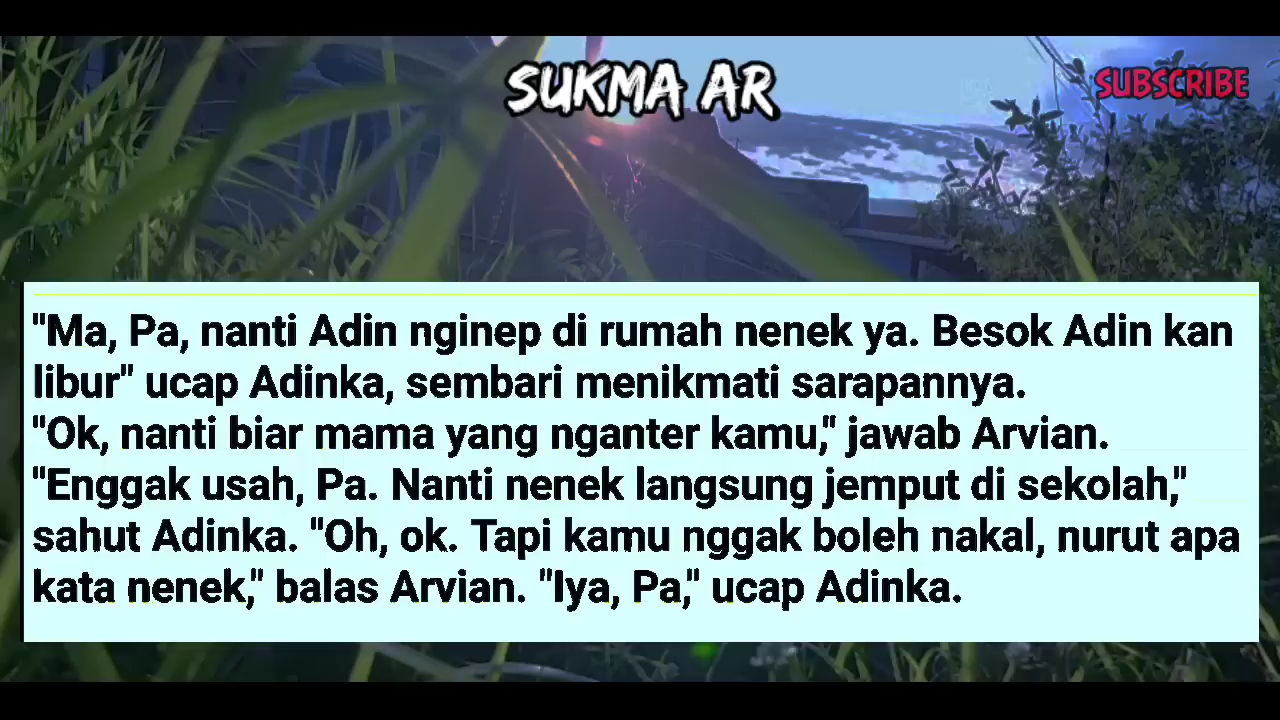 SUKMA AR
SUBSCRIBE
"Ma, Pa, nanti Adin nginep di rumah nenek ya. Besok Adin kan
libur" ucap Adinka, sembari menikmati sarapannya.
"Ok, nanti biar mama yang nganter kamu," jawab Arvian.
"Enggak usah, Pa. Nanti nenek langsung jemput di sekolah,"
sahut Adinka. "Oh, ok. Tapi kamu nggak boleh nakal, nurut apa
kata nenek," balas Arvian. "Iya, Pa," ucap Adinka.